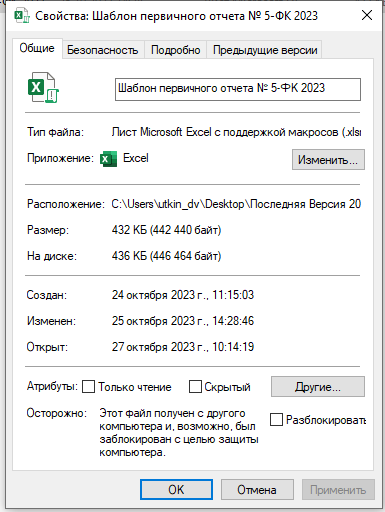 Свойства: Шаблон первичного отчета № 5-ФК 2023
Общие Безопасность Подробно Предыдущие версии
Шаблон первичного отчета № 5-ФК 2023
Тип файла: Лист Microsoft Excel с поддержкой макросов (.xlsm
Приложение: Excel Изменить...
Расположение: C:\Users\utkin_dv\Desktop\Последняя Версия 20
Размер: 432 КБ (442 440 байт)
На диске: 436 КБ (446 464 байт)
Создан: 24 октября 2023 г., 11:15:03
Изменен: 25 октября 2023 г., 14:28:46
Открыт: 27 октября 2023 г., 10:14:19
Атрибуты: Только чтение Скрытый Другие...
Осторожно: Этот файл получен с другого Разблокировать
компьютера и, возможно, был
заблокирован с целью защиты
компьютера.
OK Отмена Применить